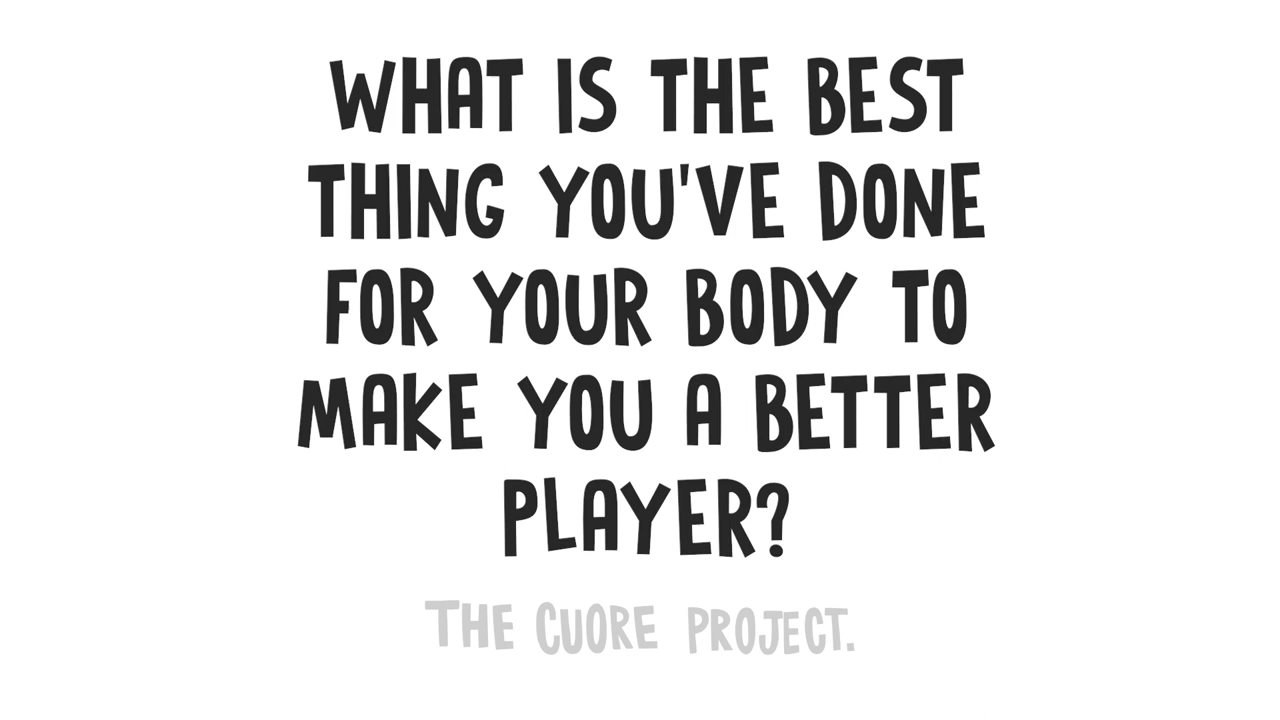 WHAT IS THE BEST
THING YOU'VE DONE
FOR YOUR BODY TO
MAKE YOU A BETTER
PLAYER?
THE CUORE PROJECT.